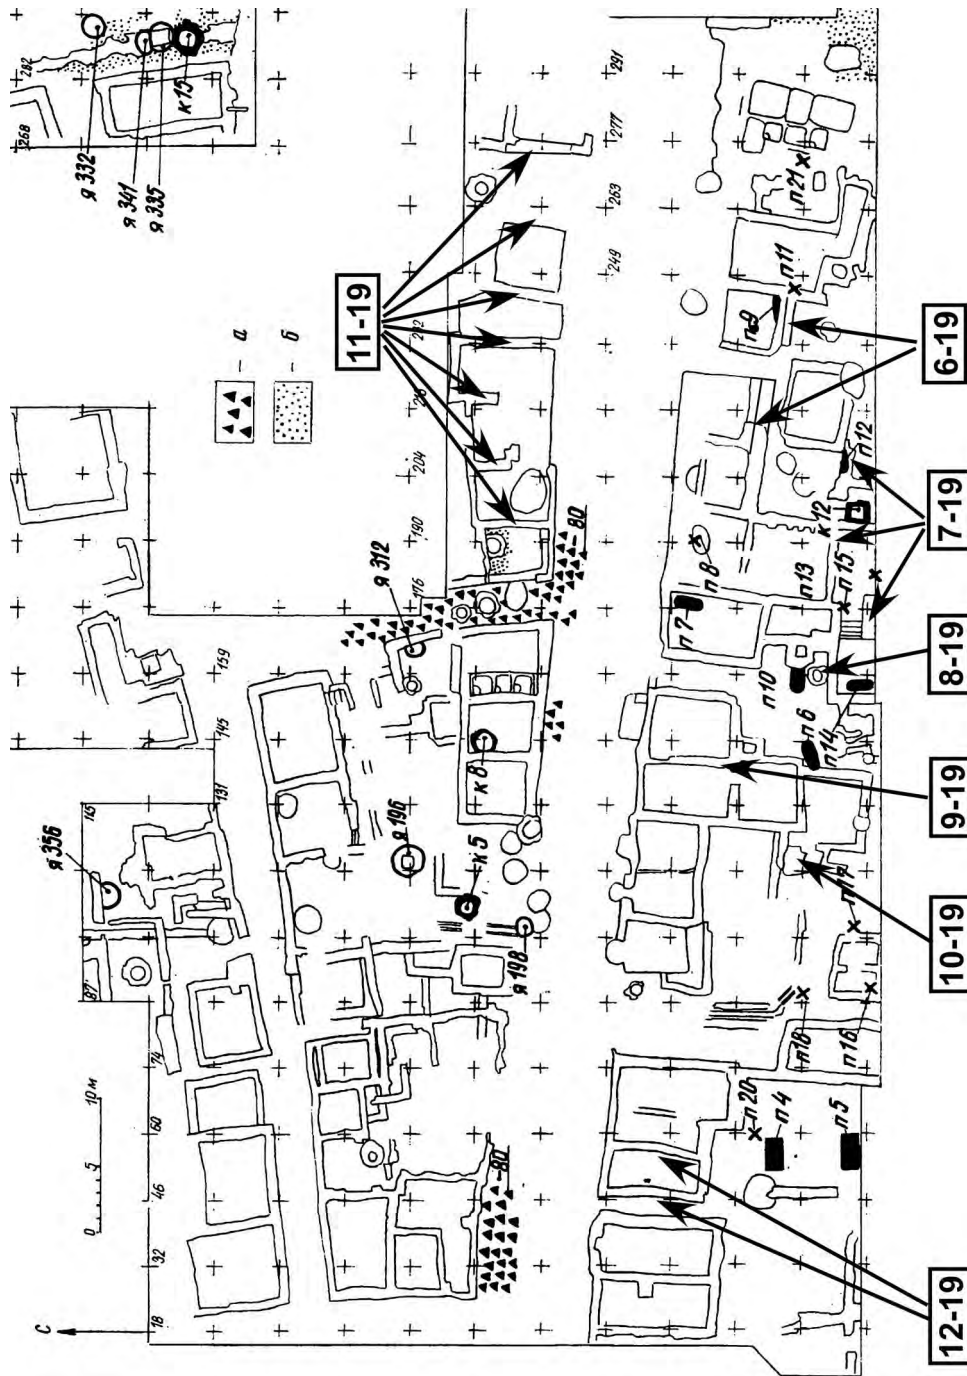 282
268
я 332
я 341
я 335
к 15
291
277
263
249
232
204
190
176
- а
- б
11-19
80
я 312
159
145
131
115
я 356
87
я 196
к 8
к 5
я 198
74
60
46
32
18
0 5 10 м
С
80
п 21
п 11
п 9
п 12
к 12
п 8
п 15
п 13
п 7
п 10
п 6
п 14
п 18
п 16
п 20
п 4
п 5
6-19
7-19
8-19
9-19
10-19
12-19